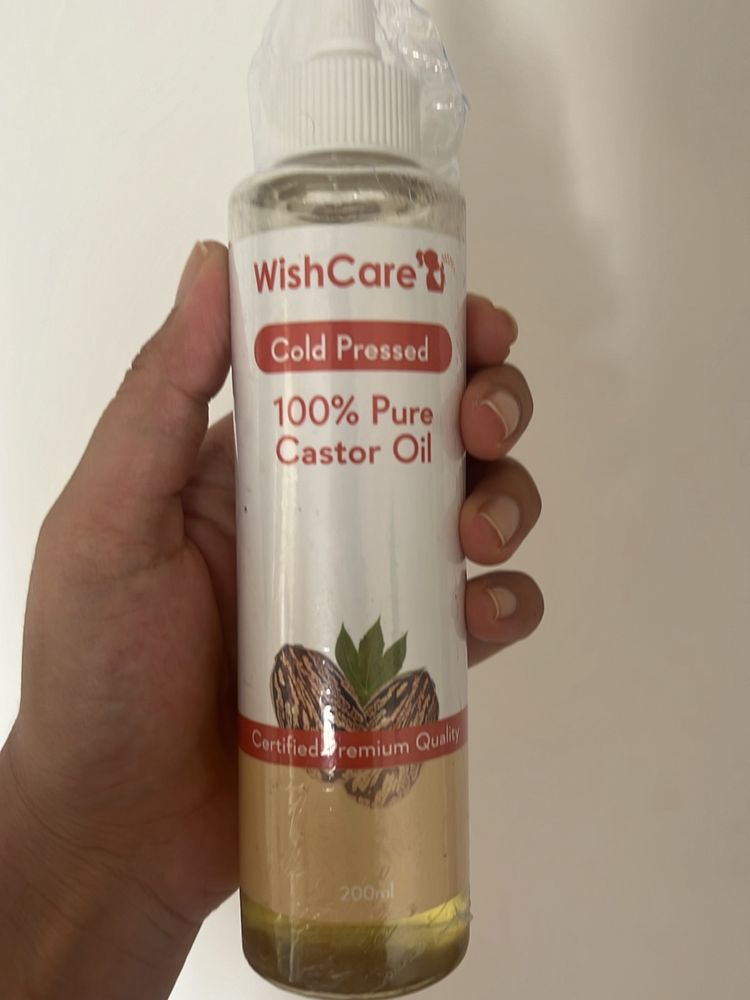 WishCare
Cold Pressed
100% Pure
Castor Oil
Certified Premium Quality
200ml